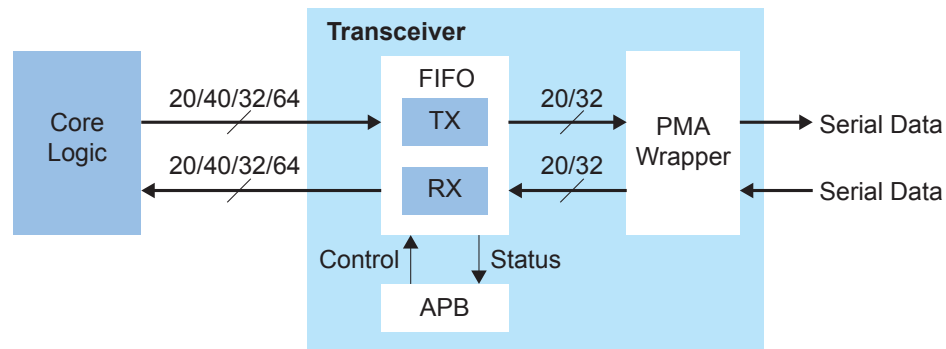 Transceiver
FIFO
20/40/32/64
TX
20/32
Core
Logic
PMA
Wrapper
Serial Data
20/40/32/64
RX
20/32
Serial Data
Control
Status
APB